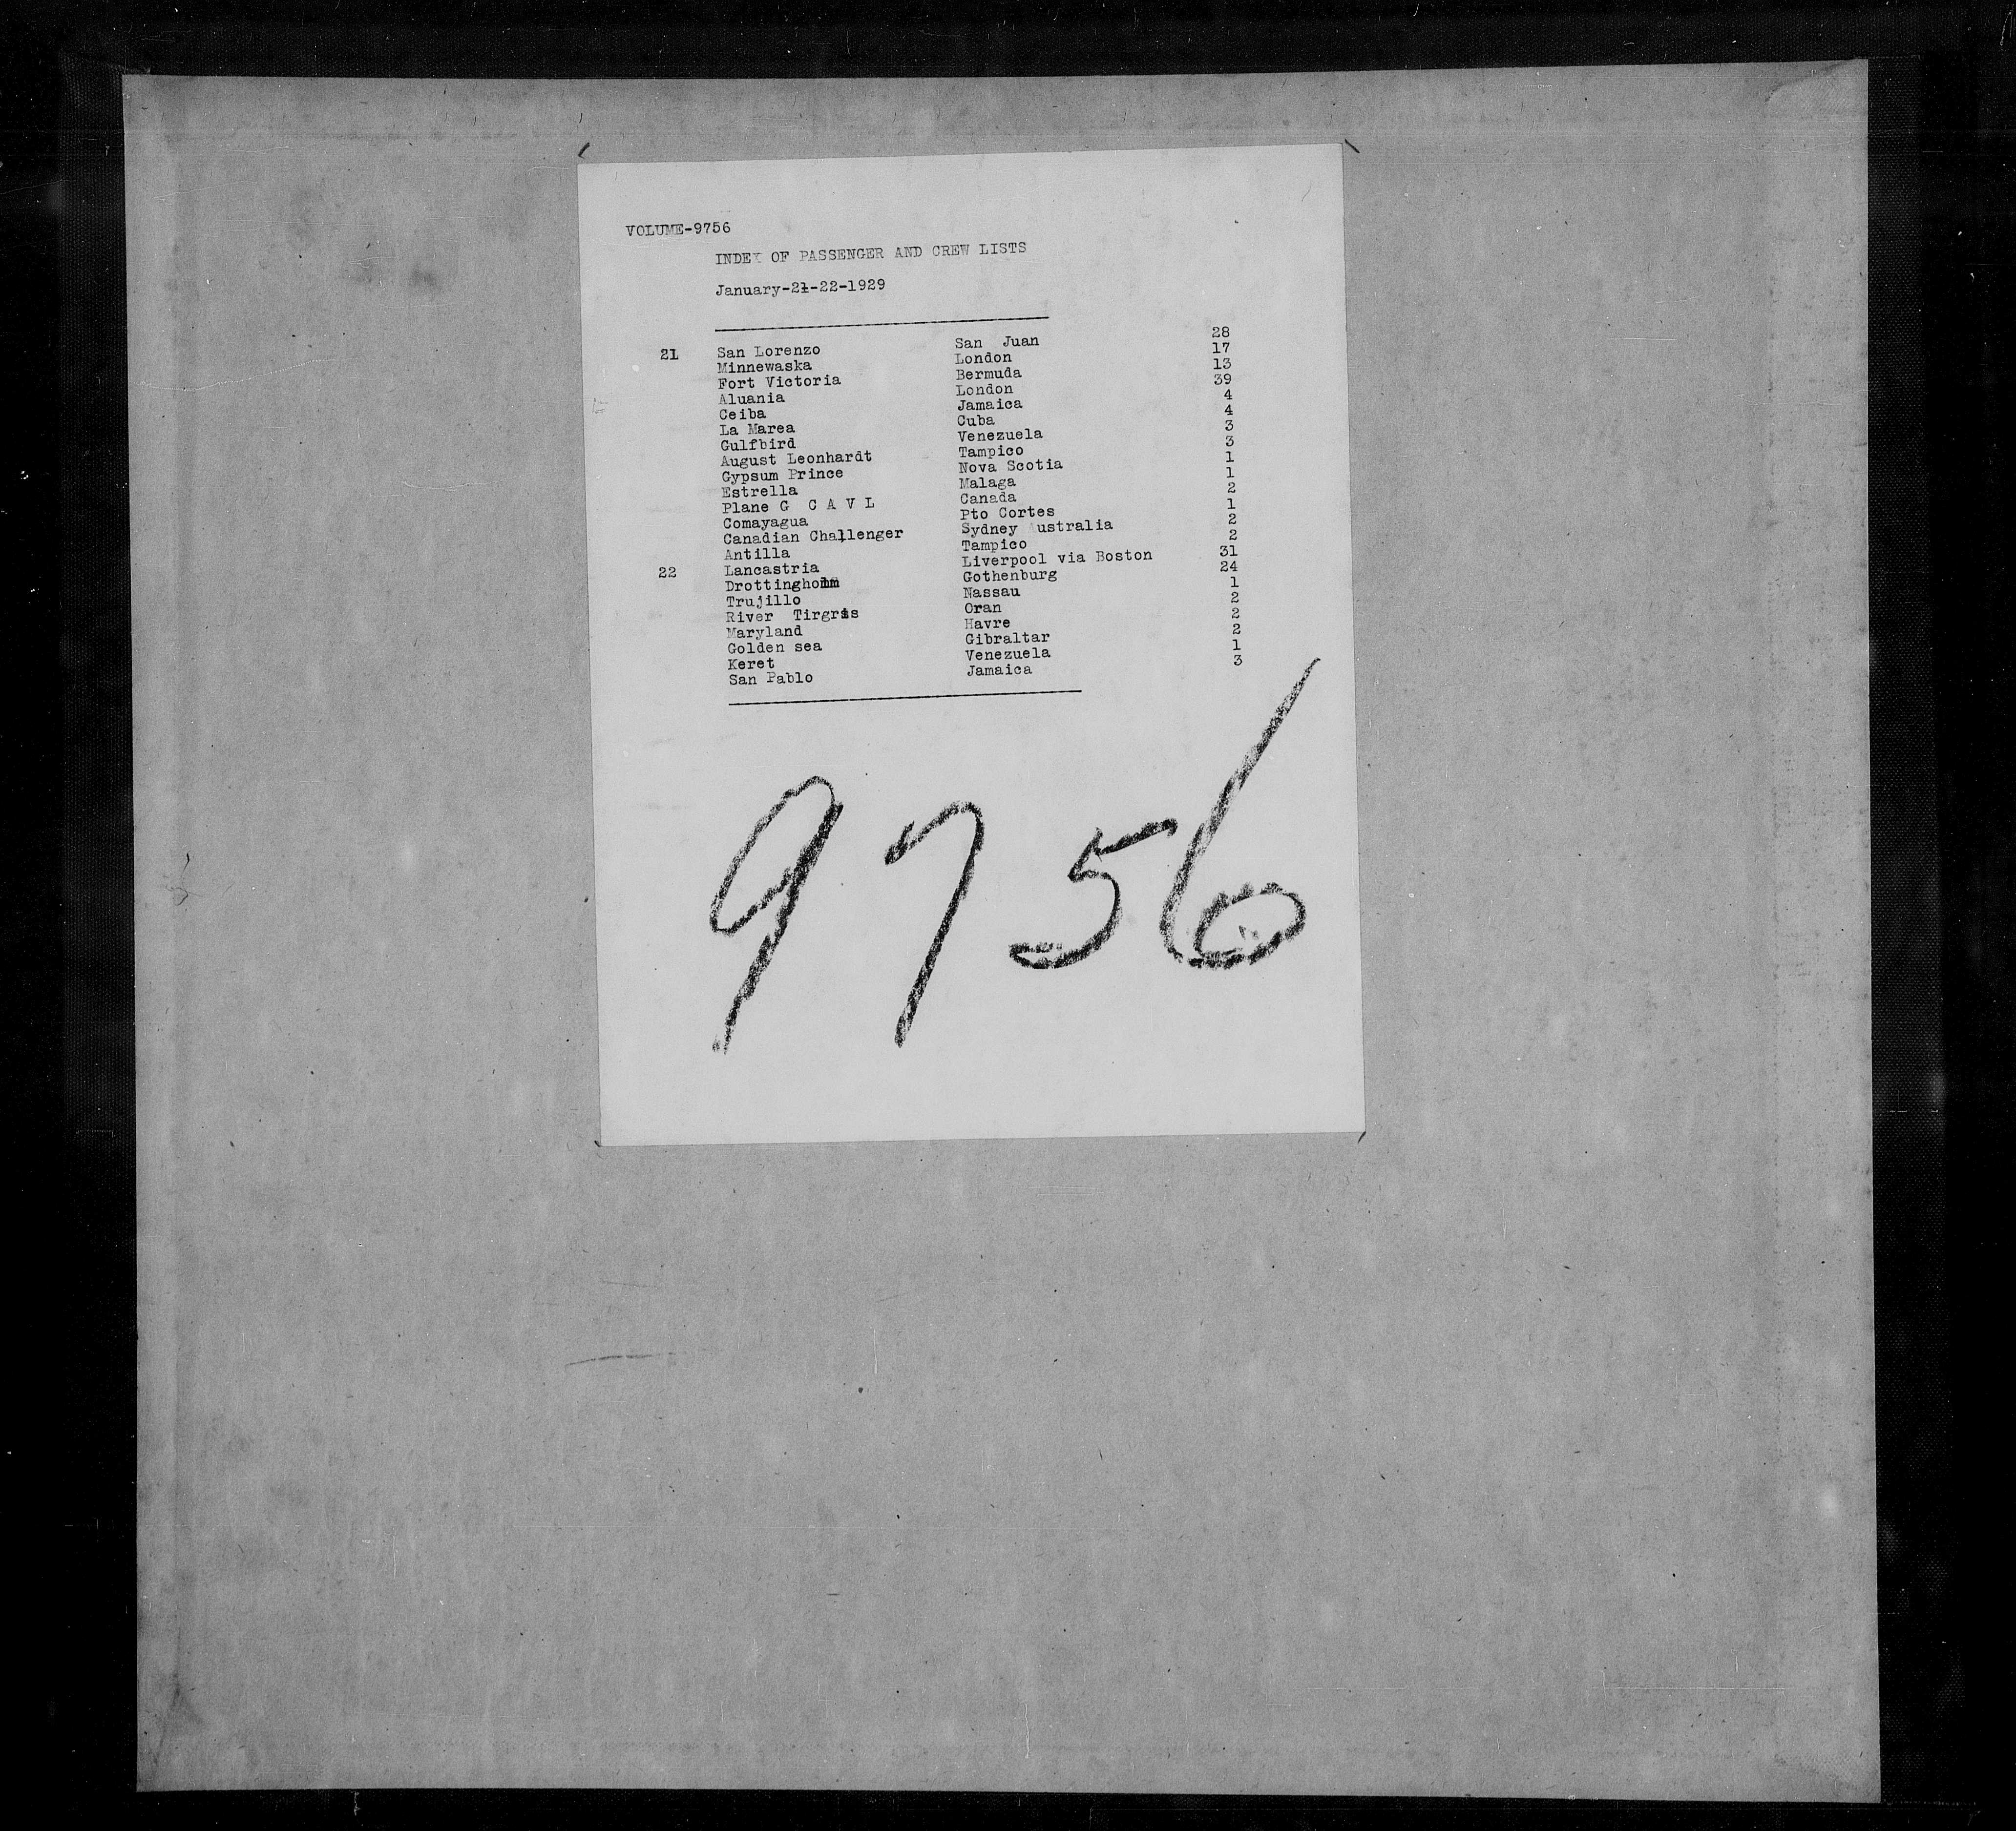 VOLUME-9756
INDEX OF PASSENGER AND CREW LISTS
January-21-22-1929
21 San Lorenzo San Juan 28
Minnewaska London 17
Fort Victoria Bermuda 13
Aluania London 39
Ceiba Jamaica 4
La Marea Cuba 4
Gulfbird Venezuela 3
August Leonhardt Tampico 3
Gypsum Prince Nova Scotia 1
Estrella Malaga 1
Plane G C A V L Canada 2
Comayagua Pto Cortes 1
Canadian Challenger Sydney ustralia 2
Antilla Tampico 2
22 Lancastria Liverpool via Boston 31
Drottingholm Gothenburg 24
Trujillo Nassau 1
River Tirgris Oran 2
Maryland Havre 2
Golden sea Gibraltar 2
Keret Venezuela 1
San Pablo Jamaica 3
9756